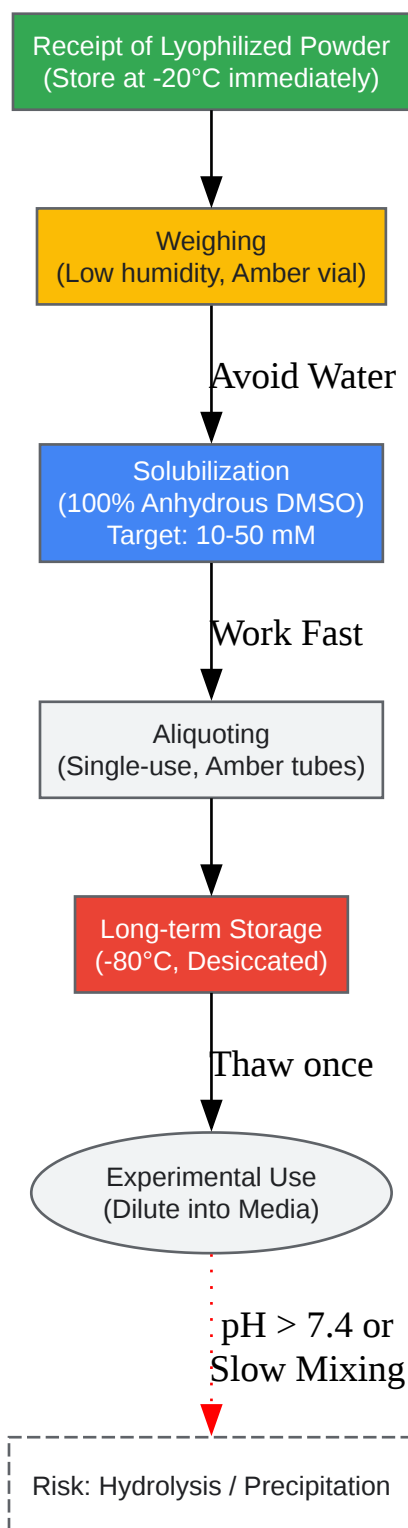 Receipt of Lyophilized Powder
(Store at -20°C immediately)
Weighing
(Low humidity, Amber vial)
Avoid Water
Solubilization
(100% Anhydrous DMSO)
Target: 10-50 mM
Work Fast
Aliquoting
(Single-use, Amber tubes)
Long-term Storage
(-80°C, Desiccated)
Thaw once
Experimental Use
(Dilute into Media)
pH > 7.4 or
Slow Mixing
Risk: Hydrolysis / Precipitation